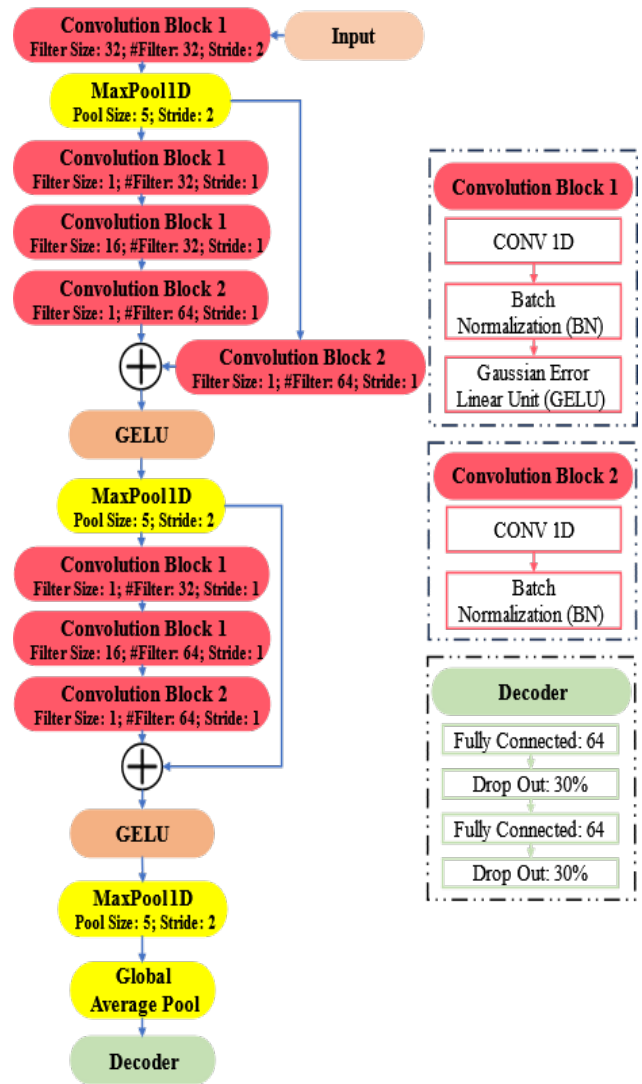 Convolution Block 1
Filter Size: 32; #Filter: 32; Stride: 2
Input
MaxPool1D
Pool Size: 5; Stride: 2
Convolution Block 1
Filter Size: 1; #Filter: 32; Stride: 1
Convolution Block 1
Filter Size: 16; #Filter: 32; Stride: 1
Convolution Block 2
Filter Size: 1; #Filter: 64; Stride: 1
Convolution Block 2
Filter Size: 1; #Filter: 64; Stride: 1
GELU
MaxPool1D
Pool Size: 5; Stride: 2
Convolution Block 1
Filter Size: 1; #Filter: 32; Stride: 1
Convolution Block 1
Filter Size: 16; #Filter: 64; Stride: 1
Convolution Block 2
Filter Size: 1; #Filter: 64; Stride: 1
GELU
MaxPool1D
Pool Size: 5; Stride: 2
Global
Average Pool
Decoder
Convolution Block 1
CONV 1D
Batch
Normalization (BN)
Gaussian Error
Linear Unit (GELU)
Convolution Block 2
CONV 1D
Batch
Normalization (BN)
Decoder
Fully Connected: 64
Drop Out: 30%
Fully Connected: 64
Drop Out: 30%